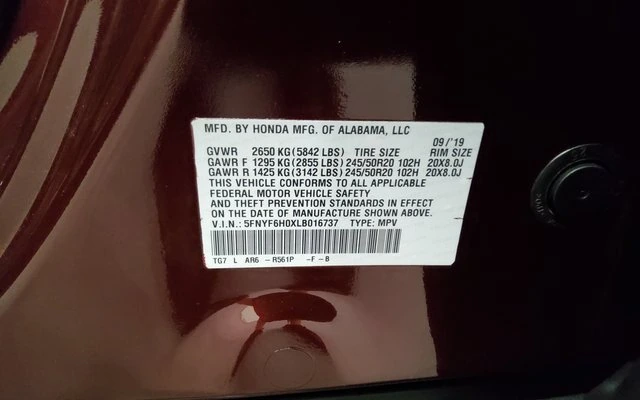 MFD. BY HONDA MFG. OF ALABAMA, LLC
09/'19
GVWR 2650 KG(5842 LBS) TIRE SIZE RIM SIZE
GAWR F 1295 KG(2855 LBS) 245/50R20 102H 20X8.0J
GAWR R 1425 KG(3142 LBS) 245/50R20 102H 20X8.0J
THIS VEHICLE CONFORMS TO ALL APPLICABLE
FEDERAL MOTOR VEHICLE SAFETY
AND THEFT PREVENTION STANDARDS IN EFFECT
ON THE DATE OF MANUFACTURE SHOWN ABOVE.
V.I.N.: 5FNYF6H0XLB016737 TYPE: MPV
TG7 L AR6 -R561P -F-B